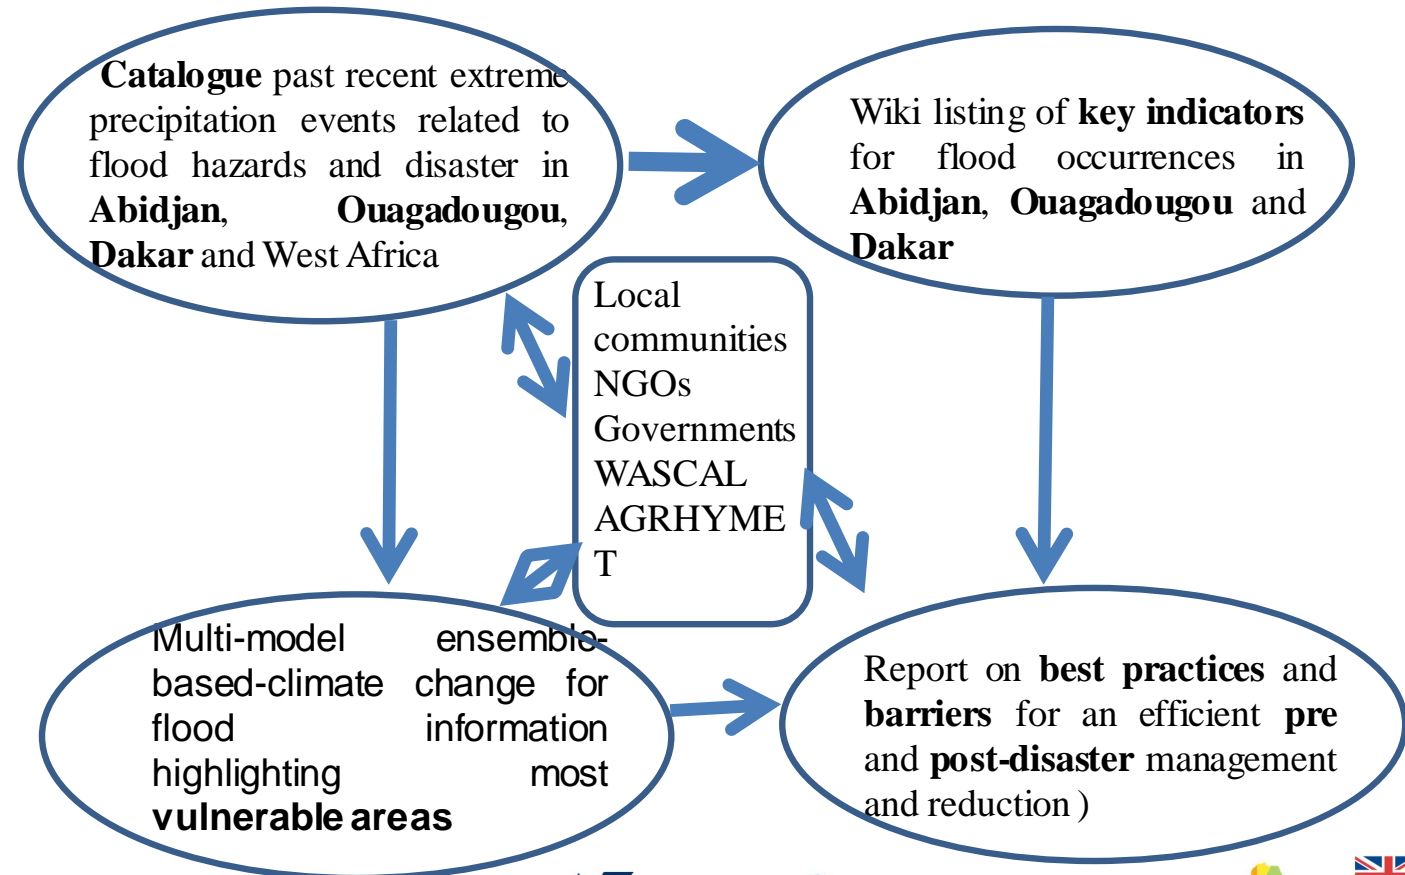 Catalogue past recent extreme
precipitation events related to
flood hazards and disaster in
Abidjan, Ouagadougou,
Dakar and West Africa
Wiki listing of key indicators
for flood occurrences in
Abidjan, Ouagadougou and
Dakar
Local
communities
NGOs
Governments
WASCAL
AGRHYME
T
Multi-model ensemble-
based-climate change for
flood information
highlighting most
vulnerable areas
Report on best practices and
barriers for an efficient pre
and post-disaster management
and reduction )